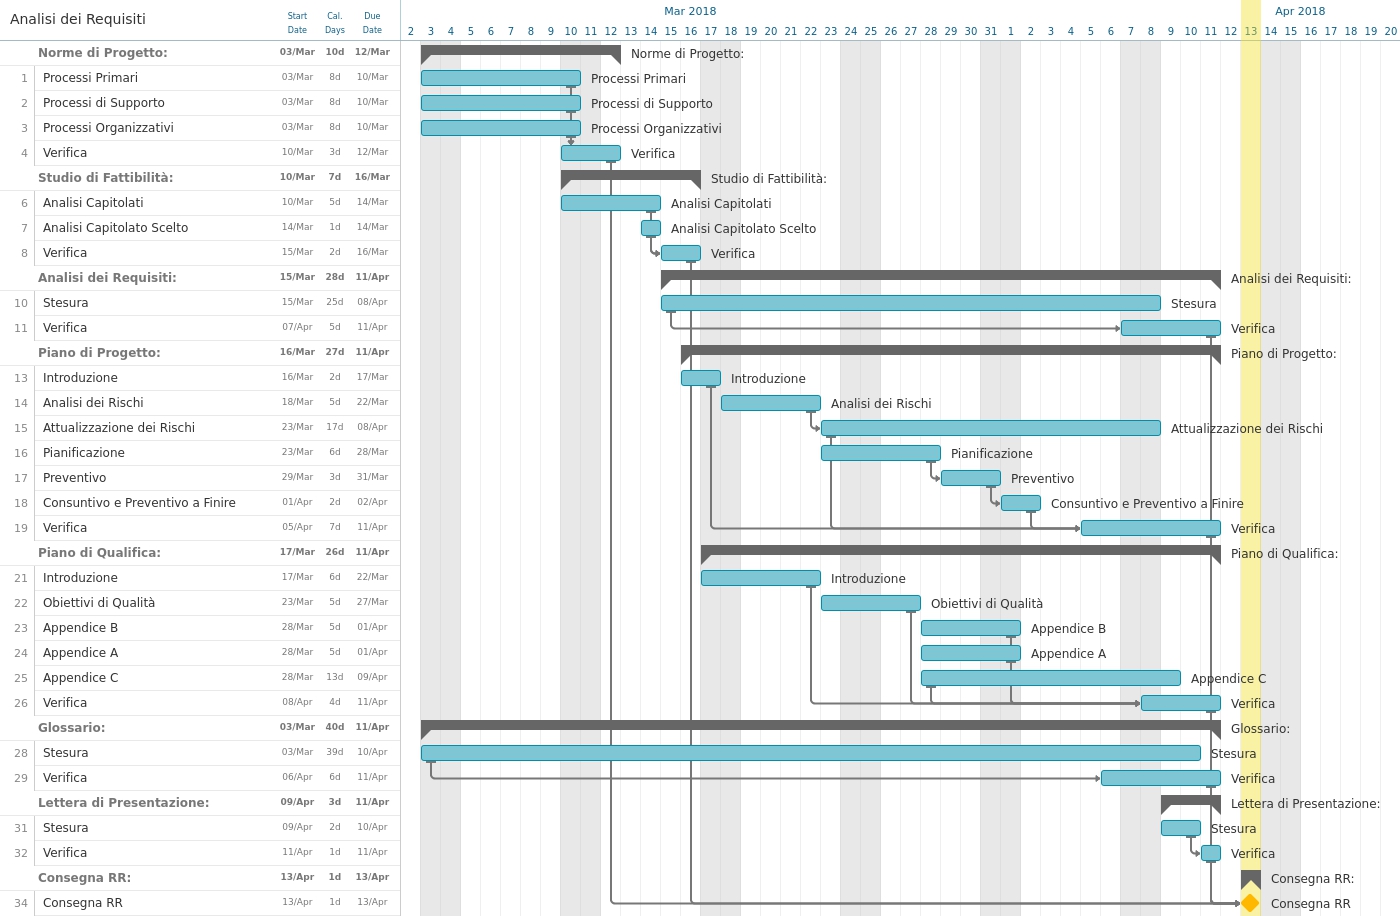 Analisi dei Requisiti Start Date Cal. Days Due Date Mar 2018 Apr 2018
2 3 4 5 6 7 8 9 10 11 12 13 14 15 16 17 18 19 20 21 22 23 24 25 26 27 28 29 30 31 1 2 3 4 5 6 7 8 9 10 11 12 13 14 15 16 17 18 19 20
Norme di Progetto: 03/Mar 10d 12/Mar Norme di Progetto:
1 Processi Primari 03/Mar 8d 10/Mar Processi Primari
2 Processi di Supporto 03/Mar 8d 10/Mar Processi di Supporto
3 Processi Organizzativi 03/Mar 8d 10/Mar Processi Organizzativi
4 Verifica 10/Mar 3d 12/Mar Verifica
Studio di Fattibilità: 10/Mar 7d 16/Mar Studio di Fattibilità:
6 Analisi Capitolati 10/Mar 5d 14/Mar Analisi Capitolati
7 Analisi Capitolato Scelto 14/Mar 1d 14/Mar Analisi Capitolato Scelto
8 Verifica 15/Mar 2d 16/Mar Verifica
Analisi dei Requisiti: 15/Mar 28d 11/Apr Analisi dei Requisiti:
10 Stesura 15/Mar 25d 08/Apr Stesura
11 Verifica 07/Apr 5d 11/Apr Verifica
Piano di Progetto: 16/Mar 27d 11/Apr Piano di Progetto:
13 Introduzione 16/Mar 2d 17/Mar Introduzione
14 Analisi dei Rischi 18/Mar 5d 22/Mar Analisi dei Rischi
15 Attualizzazione dei Rischi 23/Mar 17d 08/Apr Attualizzazione dei Rischi
16 Pianificazione 23/Mar 6d 28/Mar Pianificazione
17 Preventivo 29/Mar 3d 31/Mar Preventivo
18 Consuntivo e Preventivo a Finire 01/Apr 2d 02/Apr Consuntivo e Preventivo a Finire
19 Verifica 05/Apr 7d 11/Apr Verifica
Piano di Qualifica: 17/Mar 26d 11/Apr Piano di Qualifica:
21 Introduzione 17/Mar 6d 22/Mar Introduzione
22 Obiettivi di Qualità 23/Mar 5d 27/Mar Obiettivi di Qualità
23 Appendice B 28/Mar 5d 01/Apr Appendice B
24 Appendice A 28/Mar 5d 01/Apr Appendice A
25 Appendice C 28/Mar 13d 09/Apr Appendice C
26 Verifica 08/Apr 4d 11/Apr Verifica
Glossario: 03/Mar 40d 11/Apr Glossario:
28 Stesura 03/Mar 39d 10/Apr Stesura
29 Verifica 06/Apr 6d 11/Apr Verifica
Lettera di Presentazione: 09/Apr 3d 11/Apr Lettera di Presentazione:
31 Stesura 09/Apr 2d 10/Apr Stesura
32 Verifica 11/Apr 1d 11/Apr Verifica
Consegna RR: 13/Apr 1d 13/Apr Consegna RR:
34 Consegna RR 13/Apr 1d 13/Apr Consegna RR